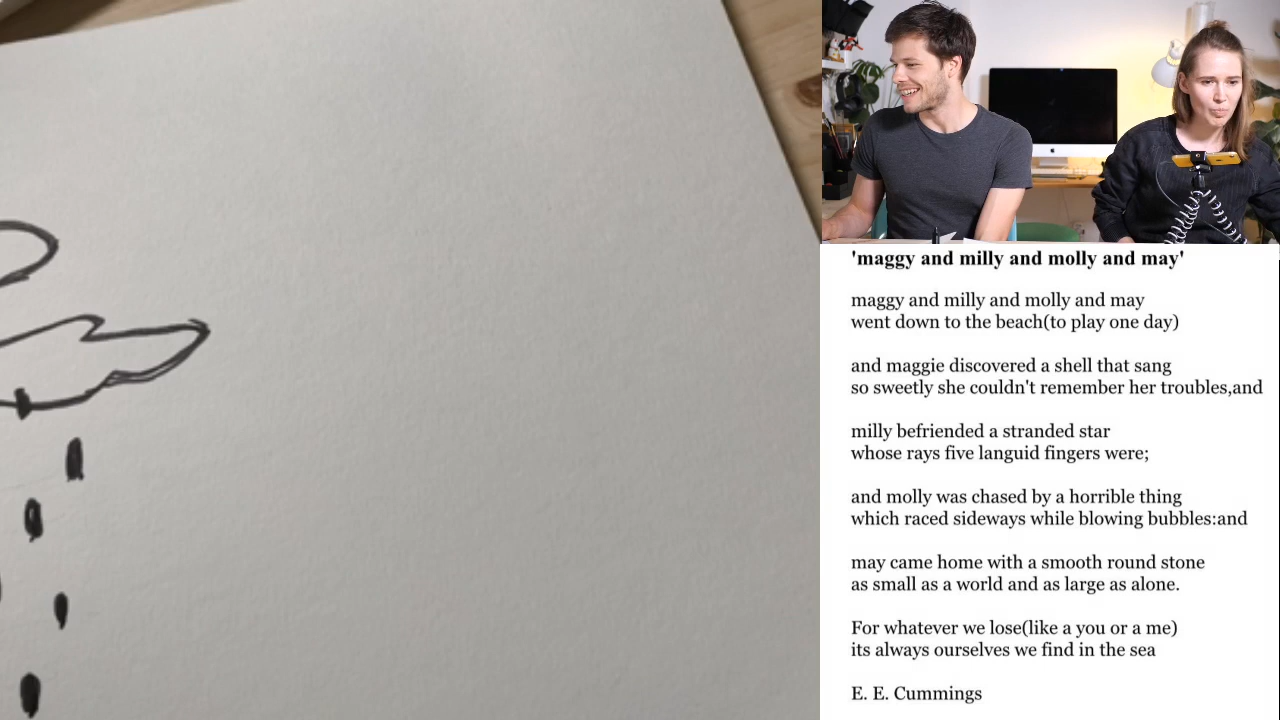 'maggy and milly and molly and may'
maggy and milly and molly and may
went down to the beach(to play one day)
and maggie discovered a shell that sang
so sweetly she couldn't remember her troubles,and
milly befriended a stranded star
whose rays five languid fingers were;
and molly was chased by a horrible thing
which raced sideways while blowing bubbles:and
may came home with a smooth round stone
as small as a world and as large as alone.
For whatever we lose(like a you or a me)
its always ourselves we find in the sea
E. E. Cummings